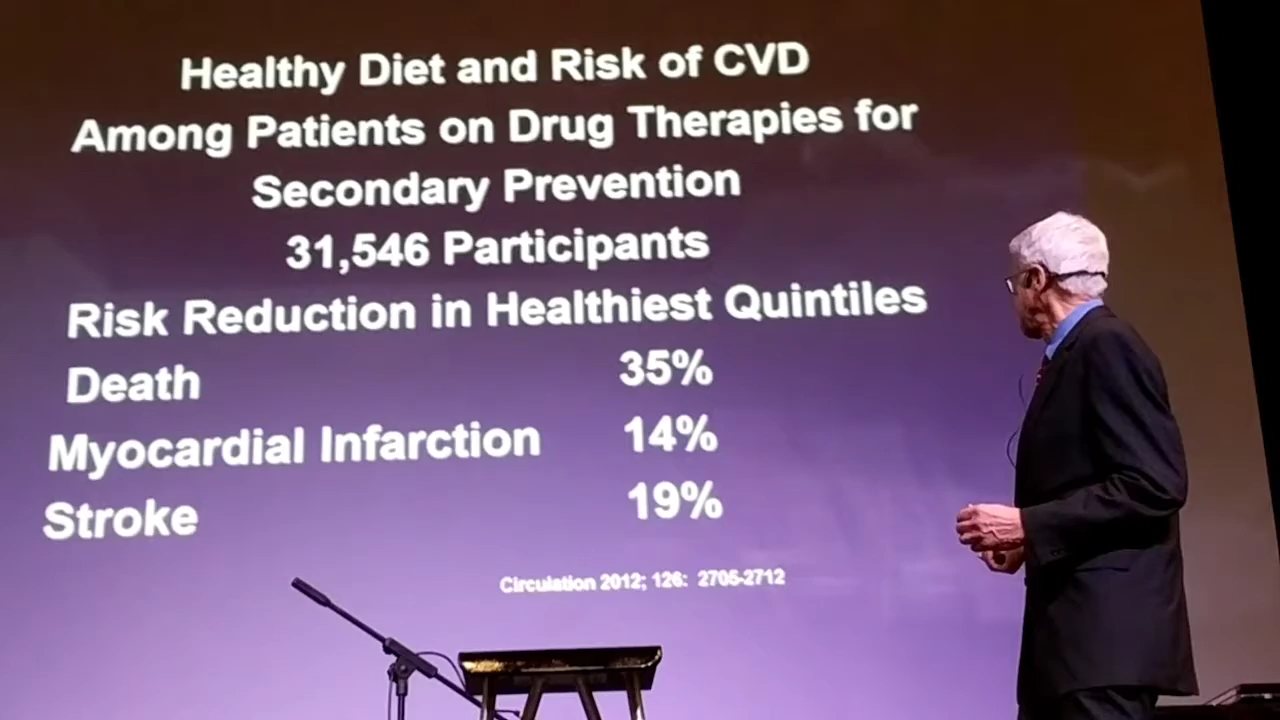 Healthy Diet and Risk of CVD
Among Patients on Drug Therapies for
Secondary Prevention
31,546 Participants
Risk Reduction in Healthiest Quintiles
Death 35%
Myocardial Infarction 14%
Stroke 19%
Circulation 2012; 126: 2705-2712